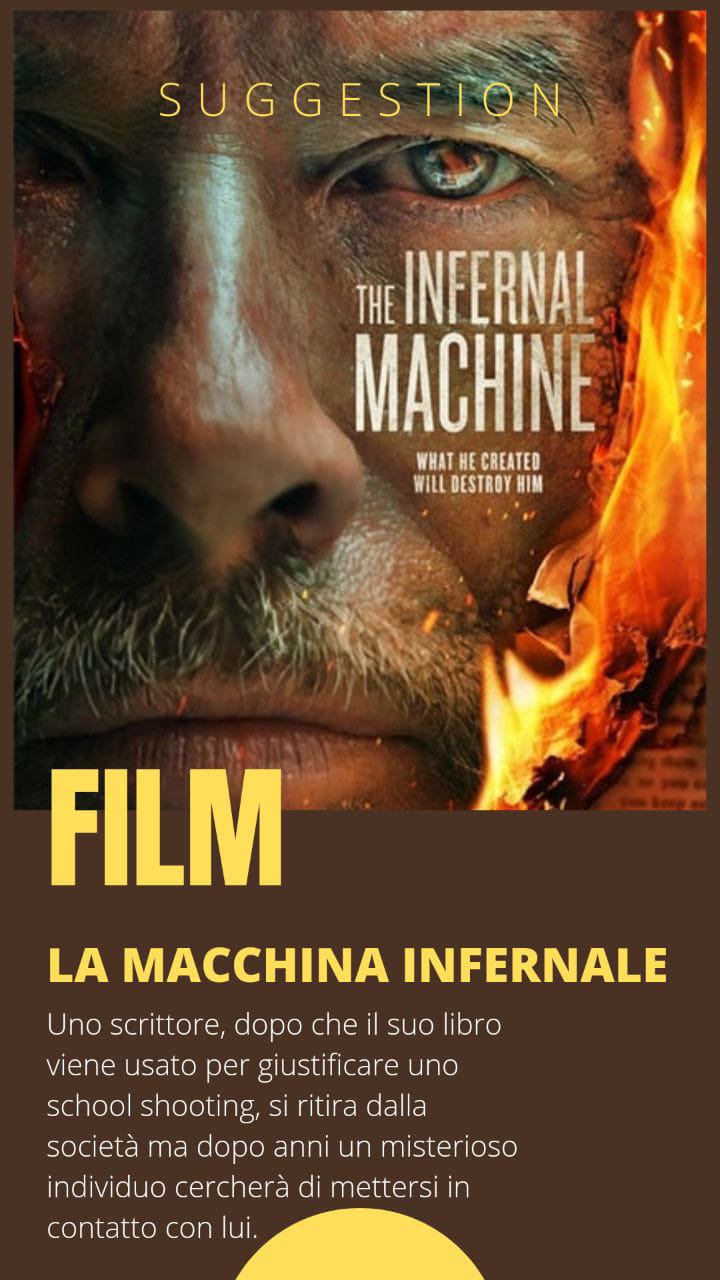 SUGGESTION
THE INFERNAL
MACHINE
WHAT HE CREATED
WILL DESTROY HIM
FILM
LA MACCHINA INFERNALE
Uno scrittore, dopo che il suo libro
viene usato per giustificare uno
school shooting, si ritira dalla
società ma dopo anni un misterioso
individuo cercherà di mettersi in
contatto con lui.